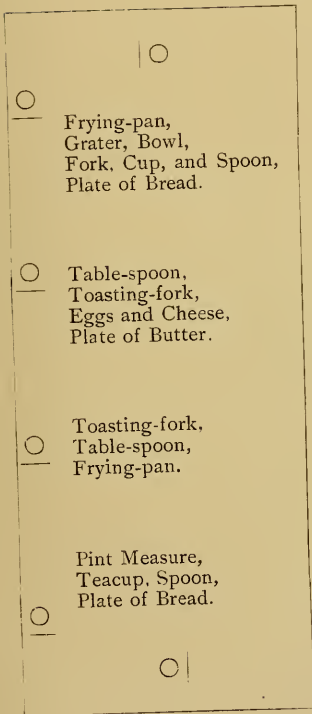 Frying-pan,
Grater, Bowl,
Fork, Cup, and Spoon,
Plate of Bread.
Table-spoon,
Toasting-fork,
Eggs and Cheese,
Plate of Butter.
Toasting-fork,
Table-spoon,
Frying-pan.
Pint Measure,
Teacup, Spoon,
Plate of Bread.